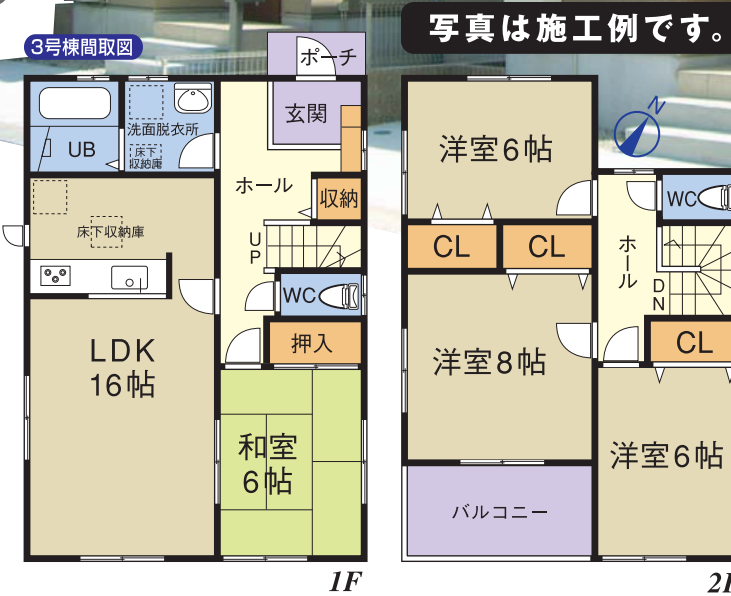 写真は施工例です。
3号棟間取図
ポーチ
玄関
洗面脱衣所
床下
収納庫
UB
ホール
収納
床下収納庫
UP
WC
LDK
16帖
押入
和室
6帖
1F
N
洋室6帖
WC
CL
CL
ホール
DN
洋室8帖
CL
洋室6帖
バルコニー